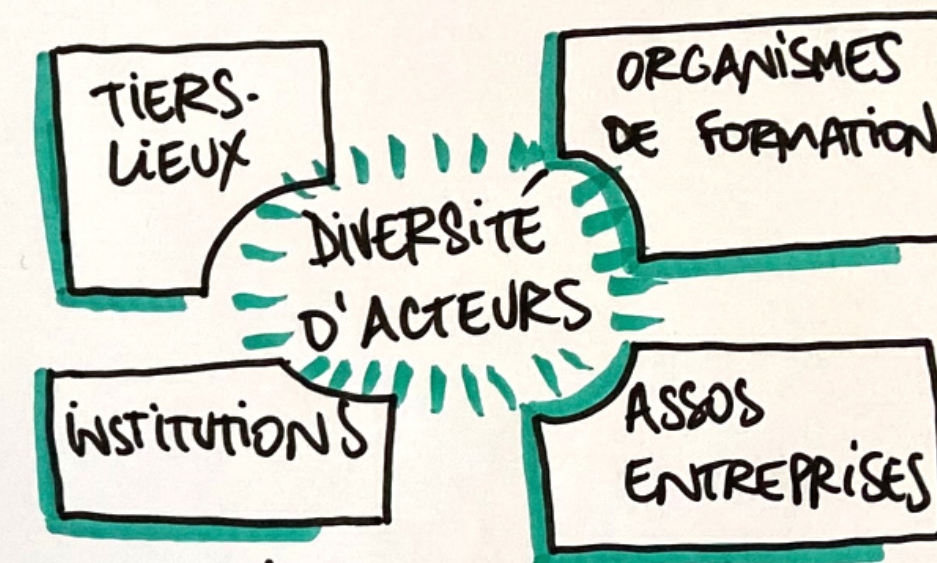 TIERS-
LIEUX
ORGANISMES
DE FORMATION
DIVERSITÉ
D'ACTEURS
INSTITUTIONS
ASSOS
ENTREPRISES